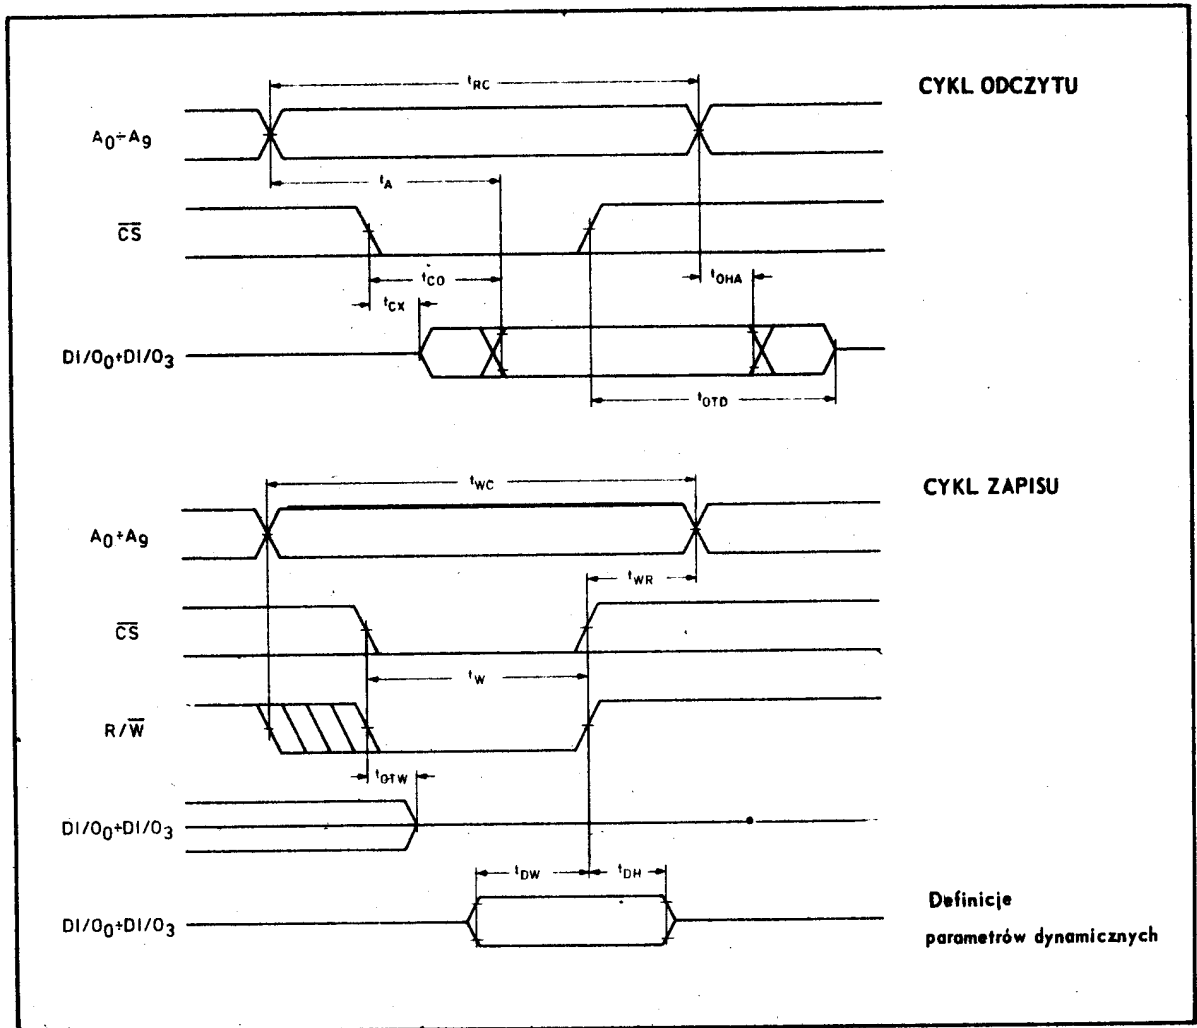 CYKL ODCZYTU
tRC
A0÷A9
tA
CS
tCO
tOHA
tCX
DI/O0÷DI/O3
tOTD
CYKL ZAPISU
tWC
A0÷A9
tWR
CS
tW
R/W
tOTW
DI/O0÷DI/O3
tDW
tDH
DI/O0÷DI/O3
Definicje
parametrów dynamicznych